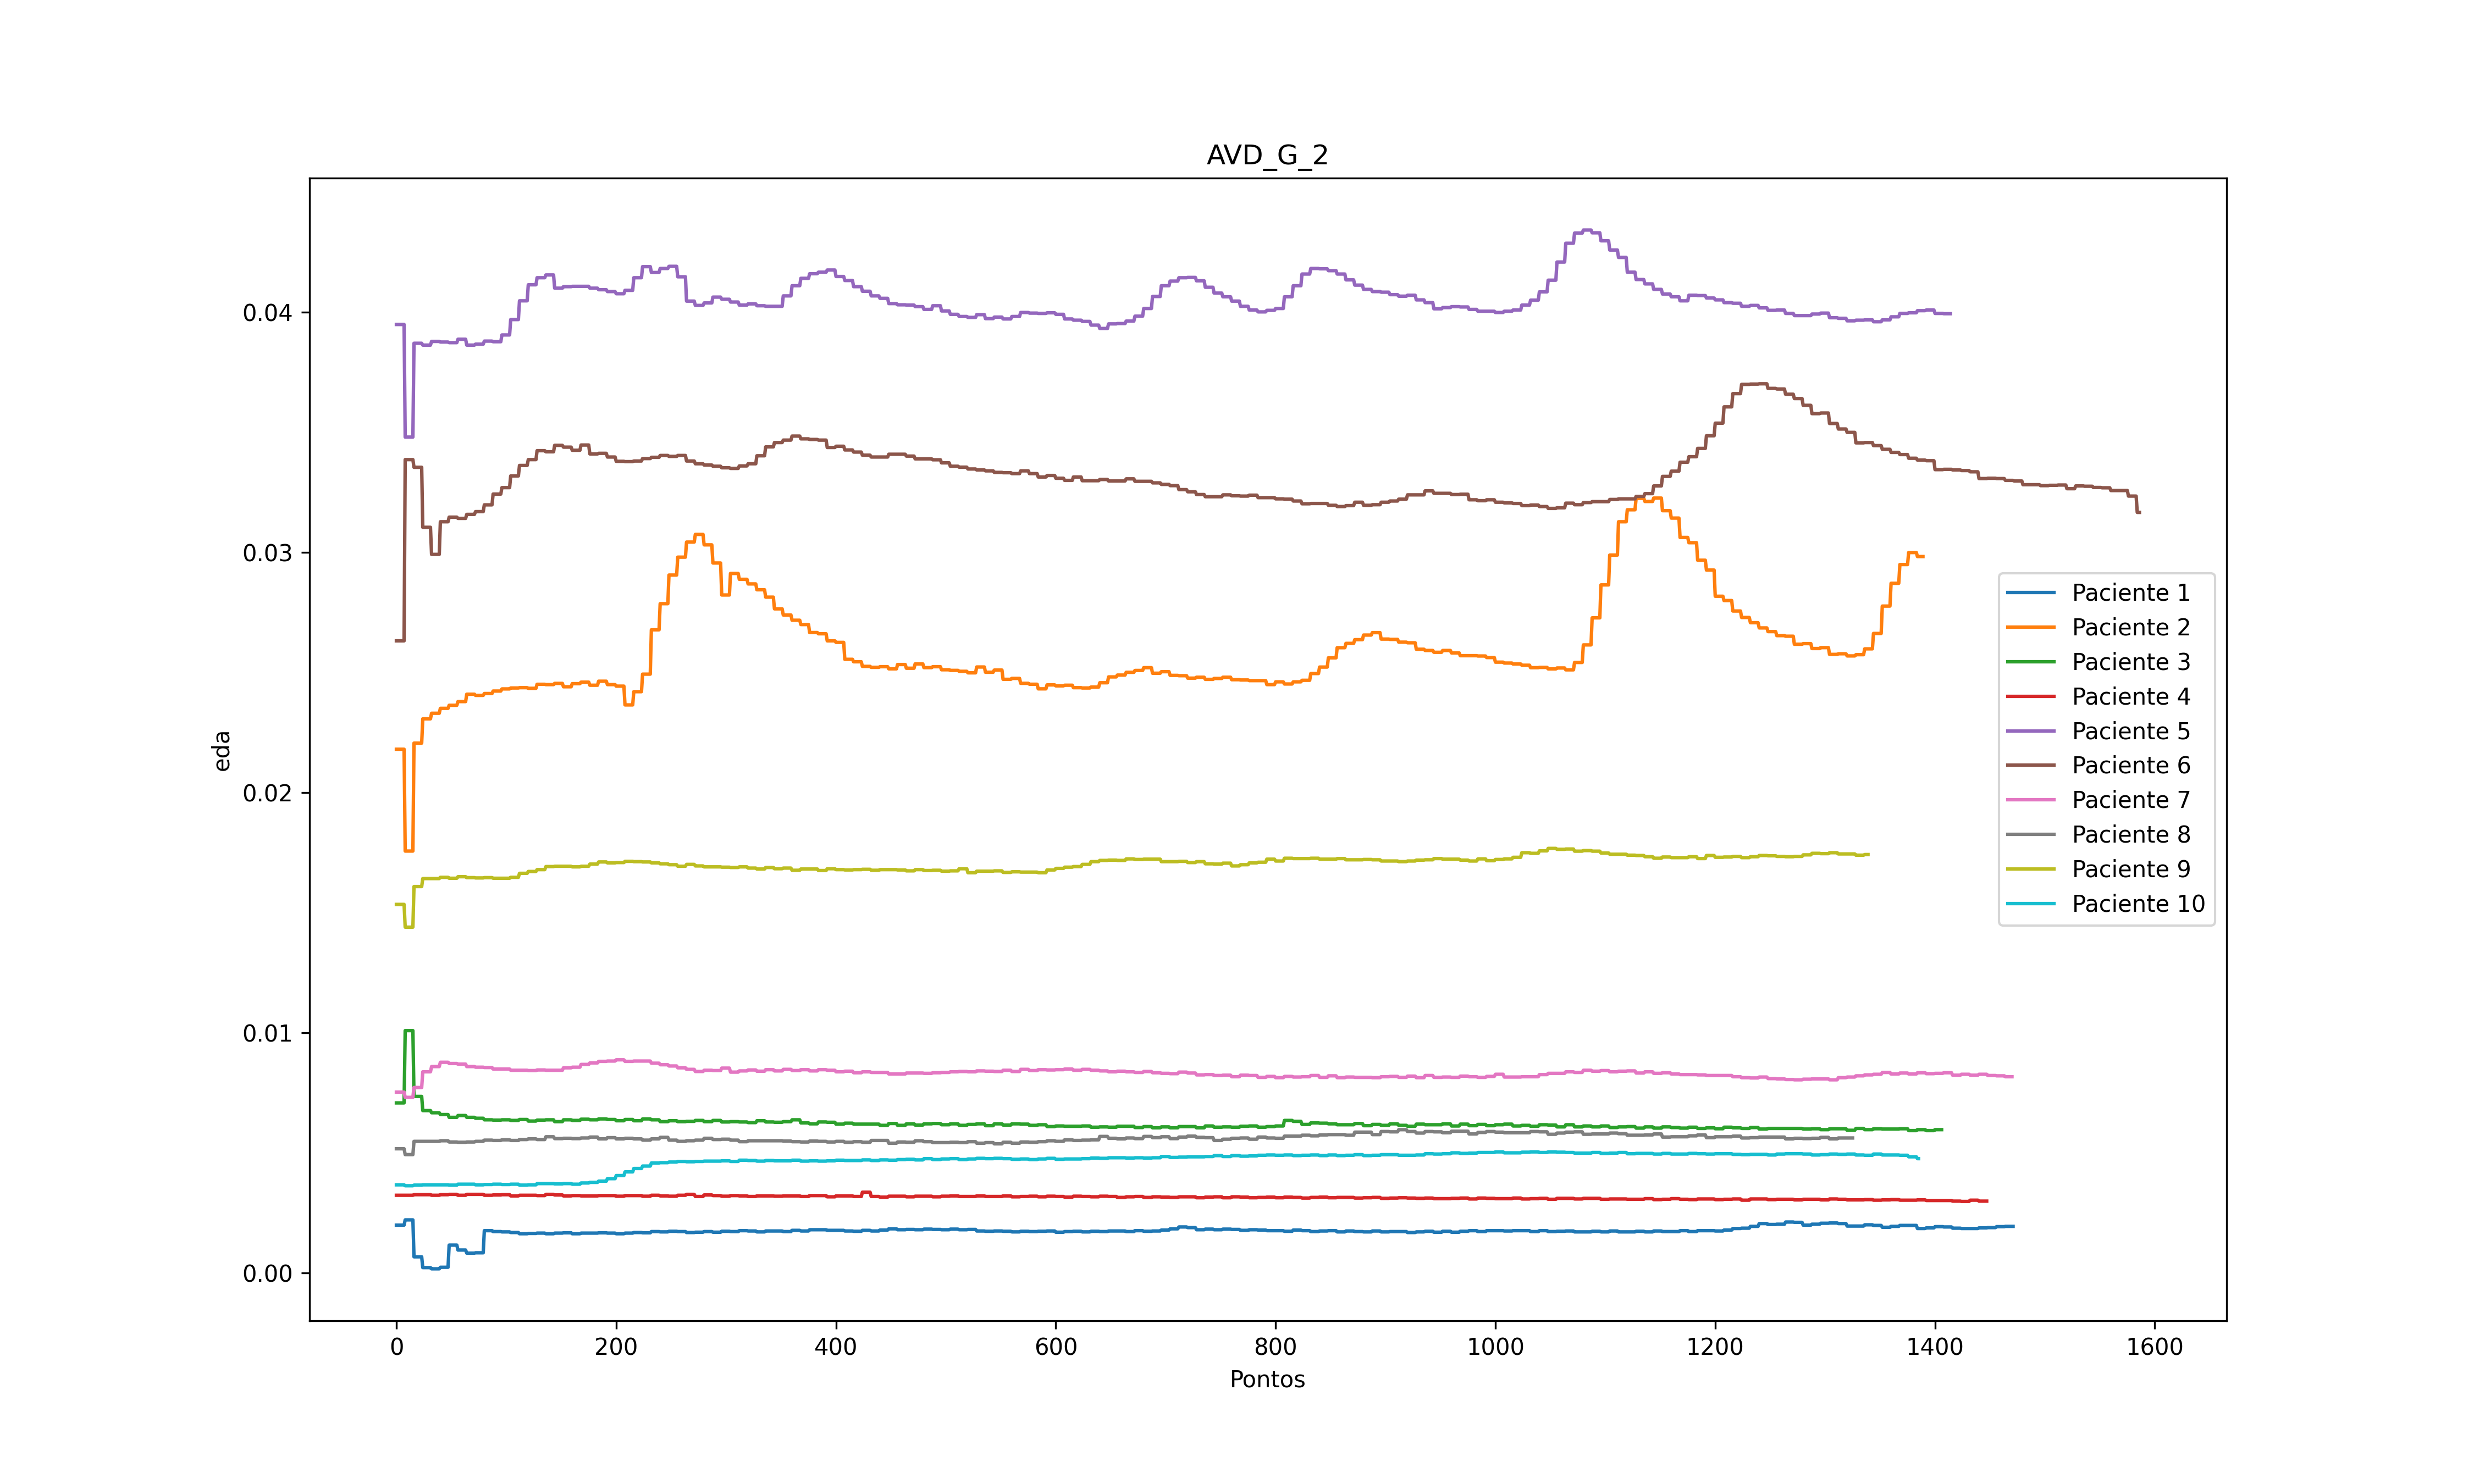 AVD_G_2
0.04
0.03
0.02
0.01
0.00
eda
Paciente 1
Paciente 2
Paciente 3
Paciente 4
Paciente 5
Paciente 6
Paciente 7
Paciente 8
Paciente 9
Paciente 10
0 200 400 600 800 1000 1200 1400 1600
Pontos